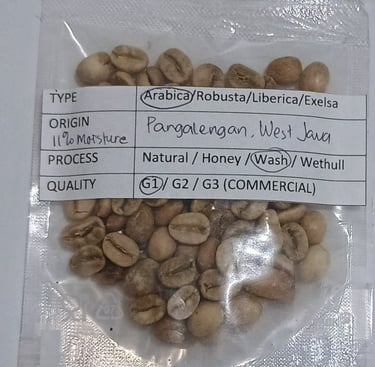 TYPE Arabica/Robusta/Liberica/Exelsa
ORIGIN Pangalengan, West Java
11% Moisture
PROCESS Natural / Honey / Wash / Wethull
QUALITY G1 / G2 / G3 (COMMERCIAL)